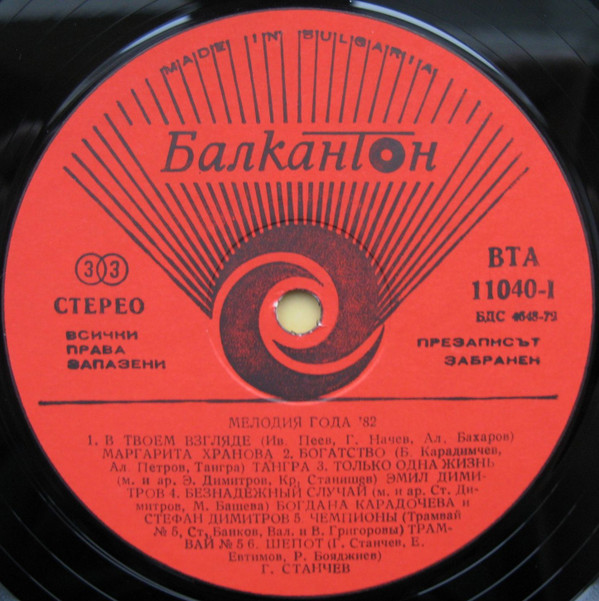 MADE IN BULGARIA
Балкантон
33
СТЕРЕО
ВСИЧКИ
ПРАВА
ЗАПАЗЕНИ
ВТА
11040-I
БДС 4648-79
ПРЕЗАПИСЪТ
ЗАБРАНЕН
МЕЛОДИЯ ГОДА '82
1. В ТВОЕМ ВЗГЛЯДЕ (Ив. Пеев, Г. Начев, Ал. Бахаров)
МАРГАРИТА ХРАНОВА 2. БОГАТСТВО (Б. Карадимчев,
Ал. Петров, Тангра) ТАНГРА 3. ТОЛЬКО ОДНА ЖИЗНЬ
(м. и ар. Э. Димитров, Кр. Станишев) ЭМИЛ ДИМИ-
ТРОВ 4. БЕЗНАДЕЖНЫЙ СЛУЧАЙ (м. и ар. Ст. Ди-
митров, М. Башева) БОГДАНА КАРАДОЧЕВА и
СТЕФАН ДИМИТРОВ 5. ЧЕМПИОНЫ (Трамвай
№ 5, Ст. Банков, Вал. и В. Григоровы) ТРАМ-
ВАЙ № 5 6. ШЕПОТ (Г. Станчев, Е.
Евтимов, Р. Бояджиев)
Г. СТАНЧЕВ